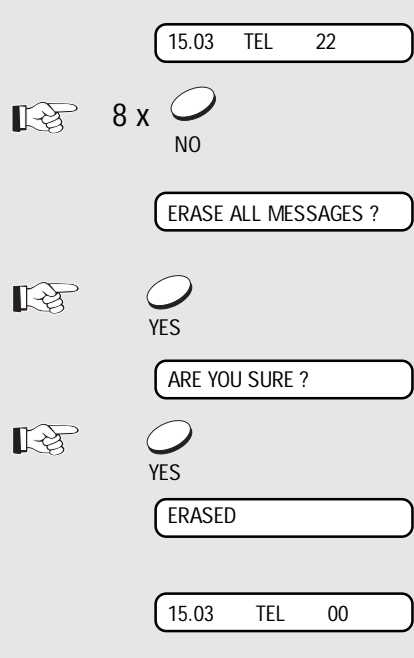 15.03 TEL 22
8 x
NO
ERASE ALL MESSAGES ?
YES
ARE YOU SURE ?
YES
ERASED
15.03 TEL 00